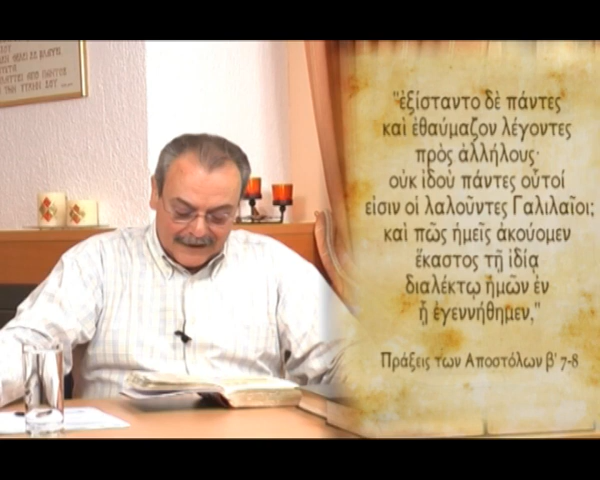 "ἐξίσταντο δὲ πάντες
καὶ ἐθαύμαζον λέγοντες
πρὸς ἀλλήλους·
οὐκ ἰδοὺ πάντες οὗτοί
εἰσιν οἱ λαλοῦντες Γαλιλαῖοι;
καὶ πῶς ἡμεῖς ἀκούομεν
ἕκαστος τῇ ἰδίᾳ
διαλέκτῳ ἡμῶν ἐν
ᾗ ἐγεννήθημεν,"
Πράξεις των Αποστόλων β' 7-8